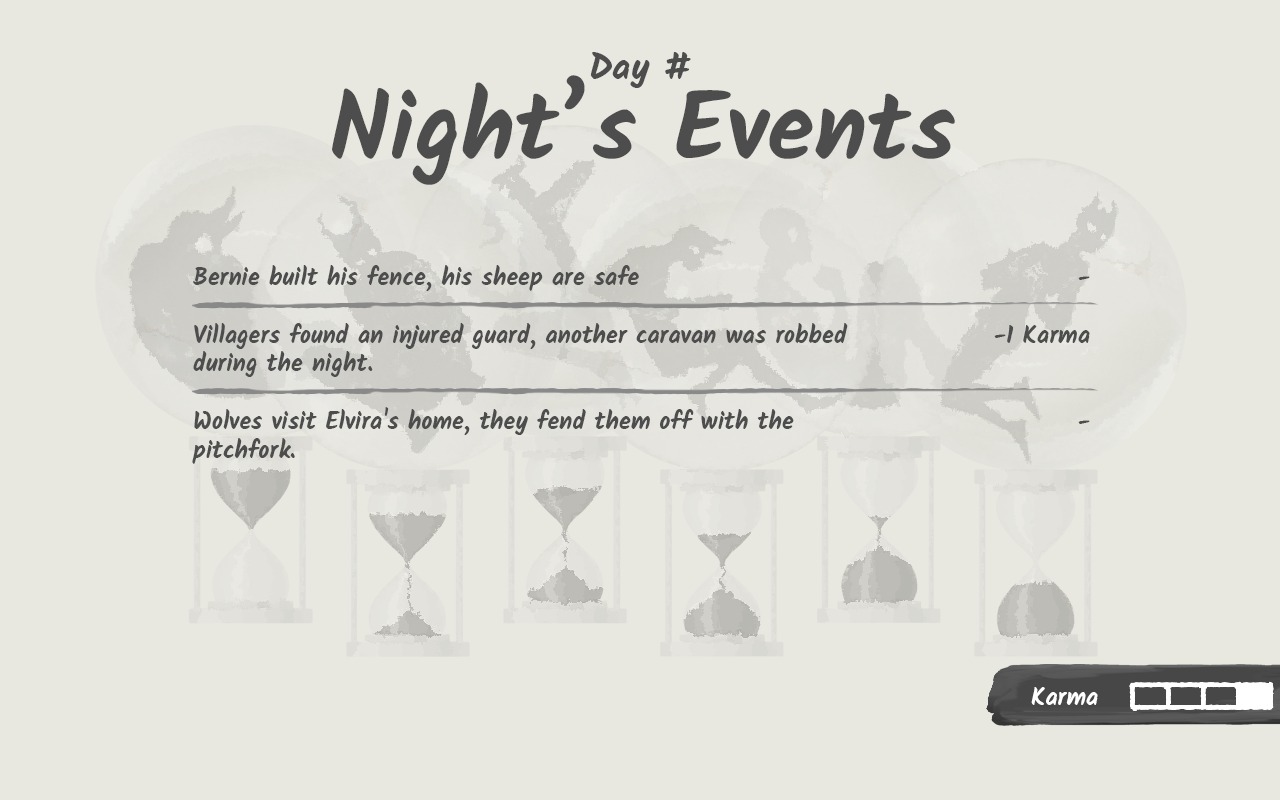 Day #
Night’s Events
Bernie built his fence, his sheep are safe -
Villagers found an injured guard, another caravan was robbed -1 Karma
during the night.
Wolves visit Elvira's home, they fend them off with the -
pitchfork.
Karma